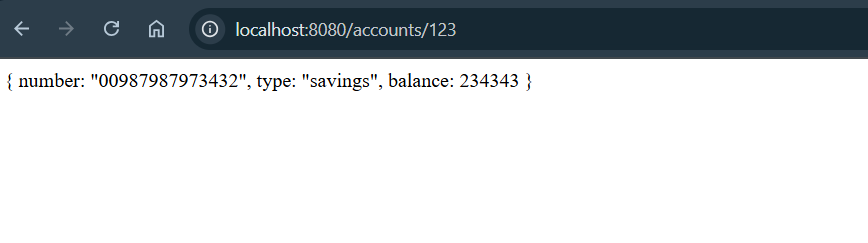 localhost:8080/accounts/123
{ number: "00987987973432", type: "savings", balance: 234343 }